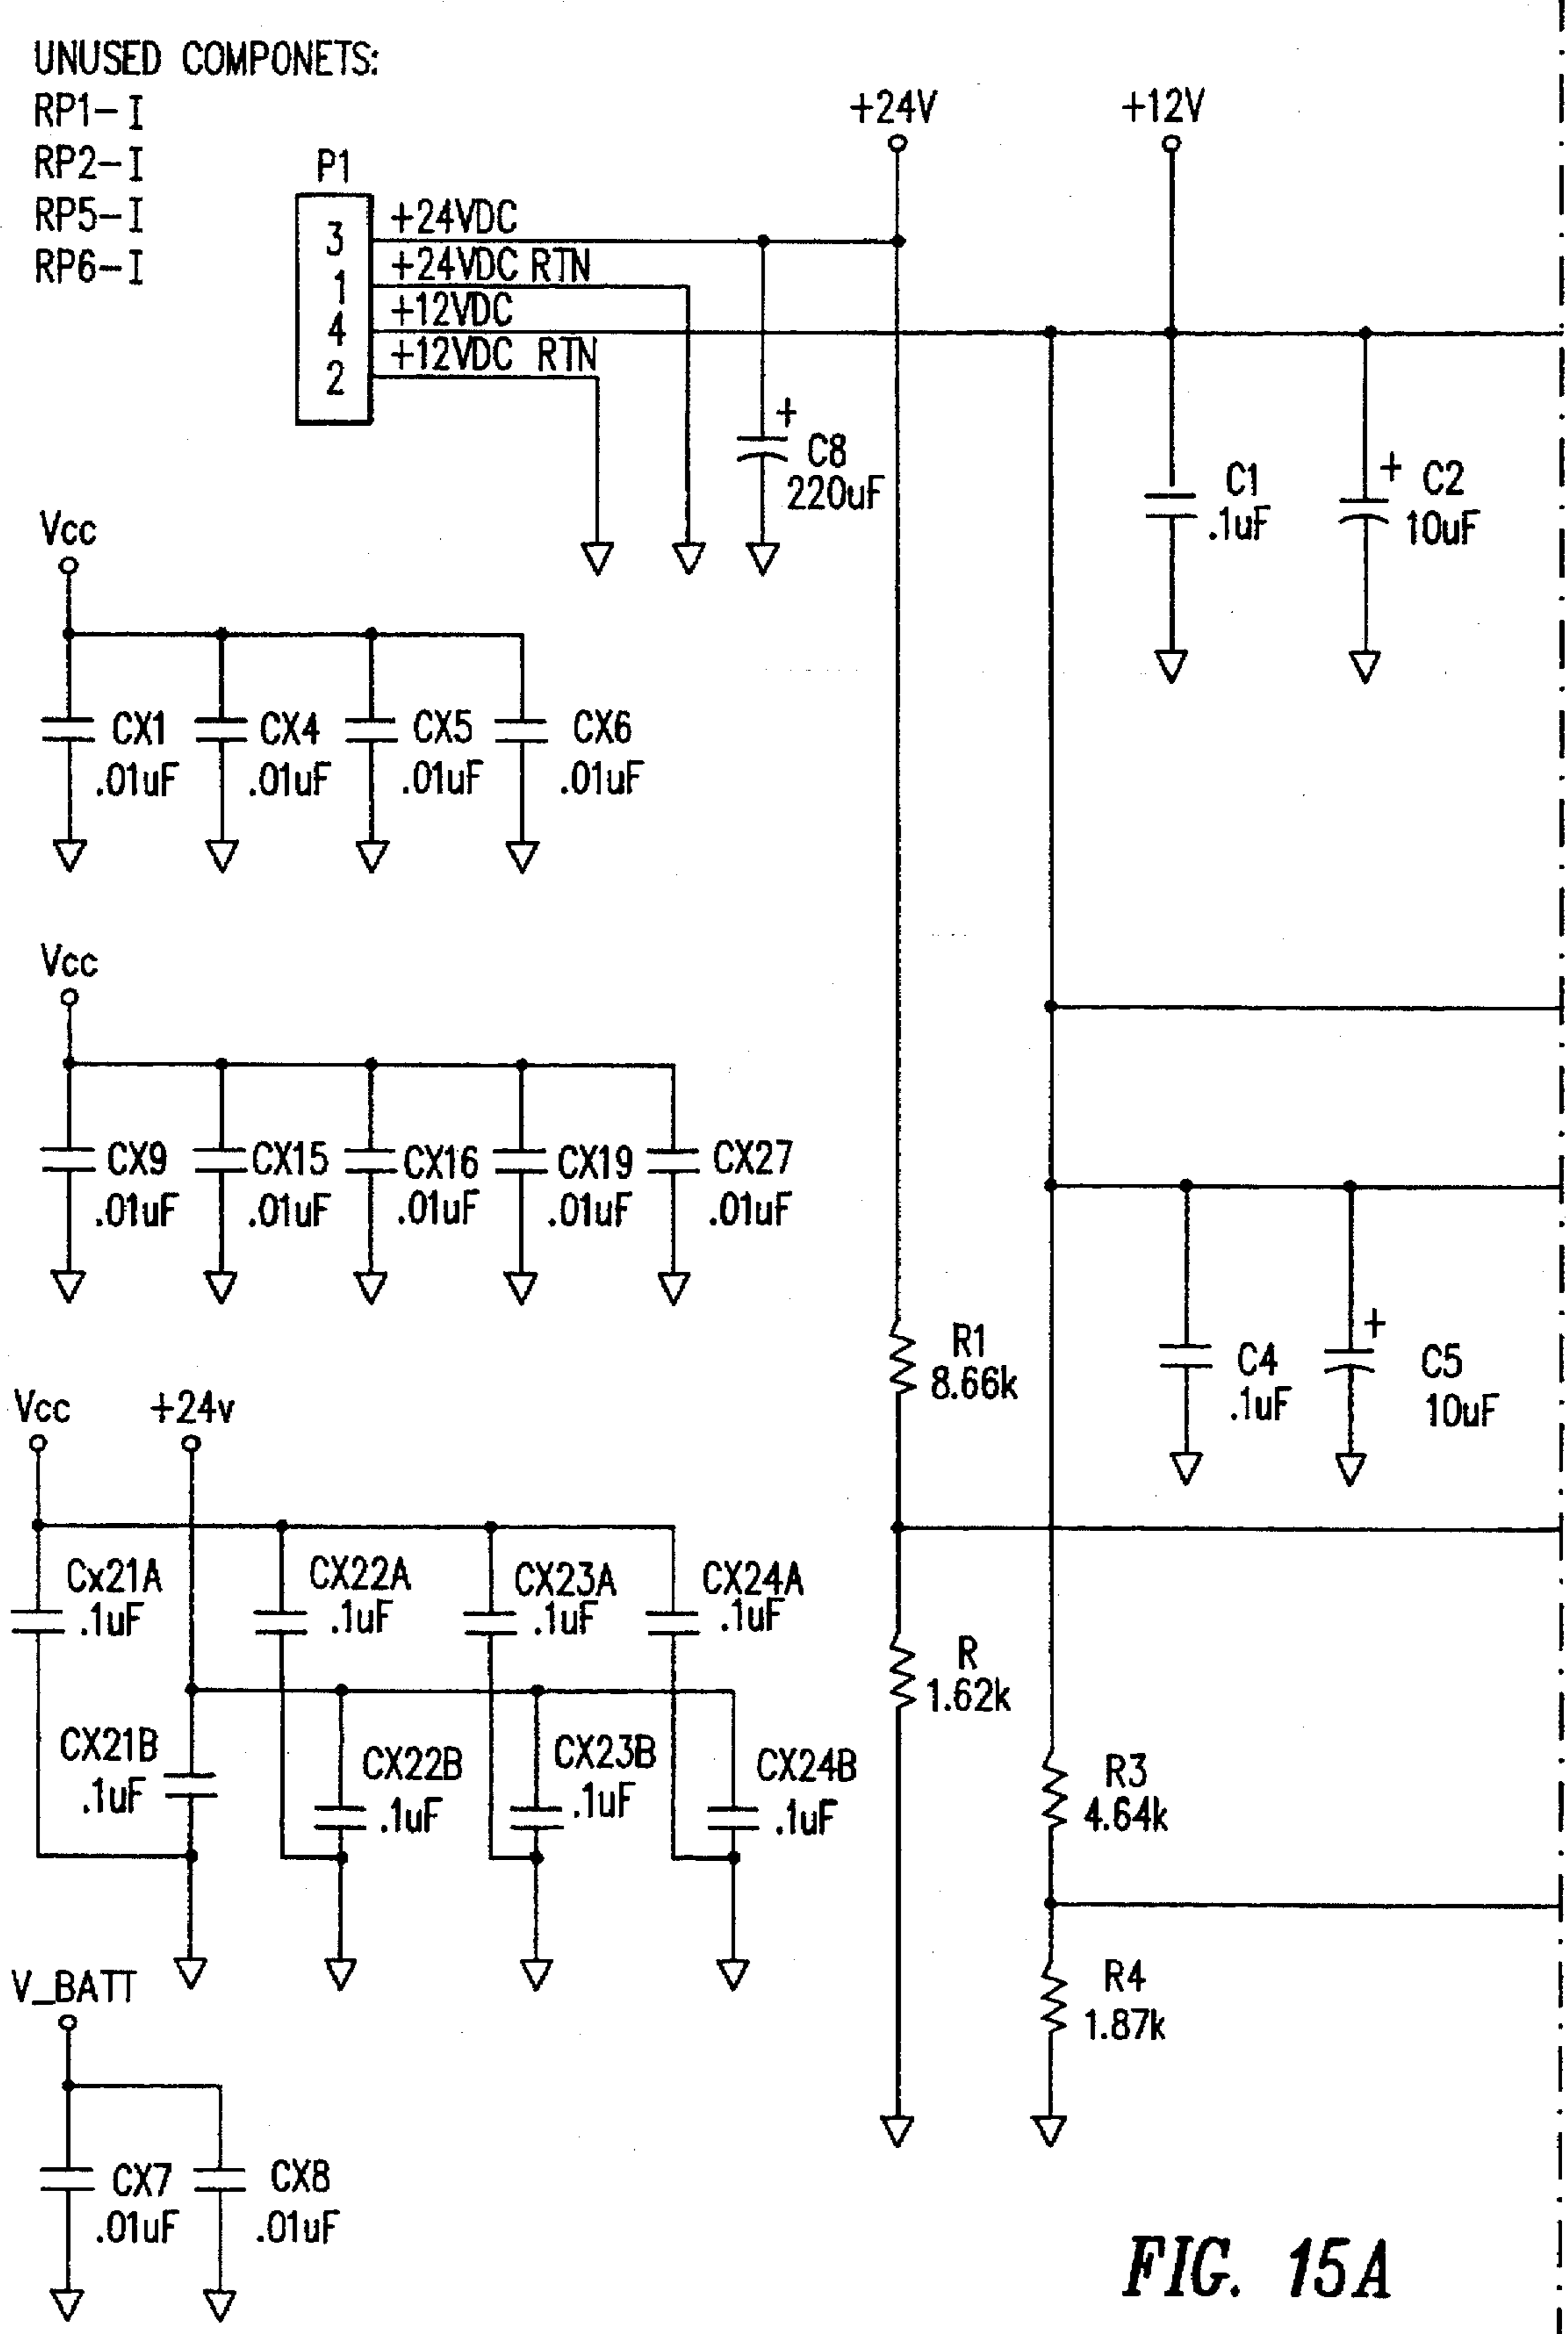 UNUSED COMPONETS:
RP1-I
RP2-I
RP5-I
RP6-I
P1
3
1
4
2
+24VDC
+24VDC RTN
+12VDC
+12VDC RTN
+24V
+12V
+
C8
220uF
C1
.1uF
+
C2
10uF
Vcc
CX1
.01uF
CX4
.01uF
CX5
.01uF
CX6
.01uF
Vcc
CX9
.01uF
CX15
.01uF
CX16
.01uF
CX19
.01uF
CX27
.01uF
R1
8.66k
C4
.1uF
+
C5
10uF
Vcc
+24v
Cx21A
.1uF
CX22A
.1uF
CX23A
.1uF
CX24A
.1uF
R
1.62k
CX21B
.1uF
CX22B
.1uF
CX23B
.1uF
CX24B
.1uF
R3
4.64k
R4
1.87k
V_BATT
CX7
.01uF
CX8
.01uF
FIG. 15A